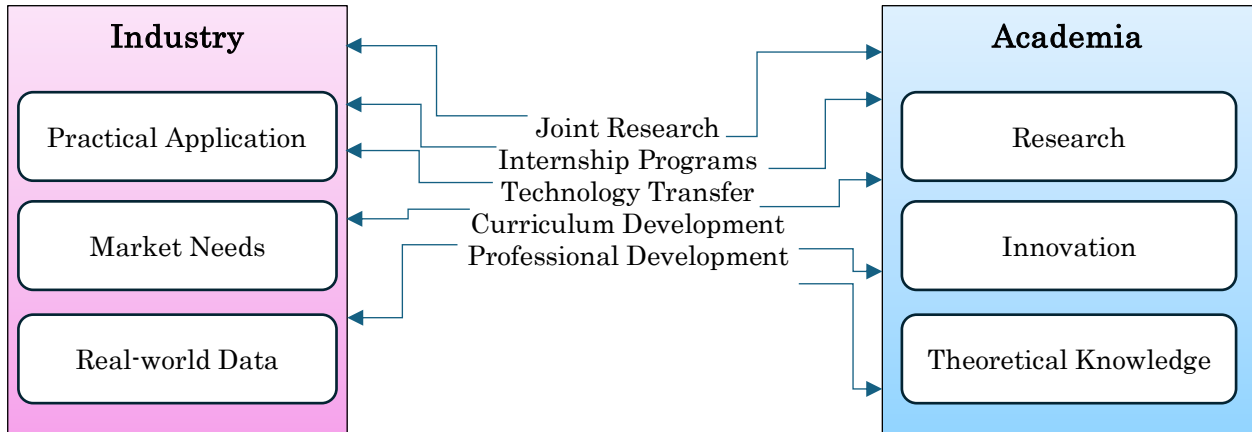 Industry
Practical Application
Market Needs
Real-world Data
Joint Research
Internship Programs
Technology Transfer
Curriculum Development
Professional Development
Academia
Research
Innovation
Theoretical Knowledge